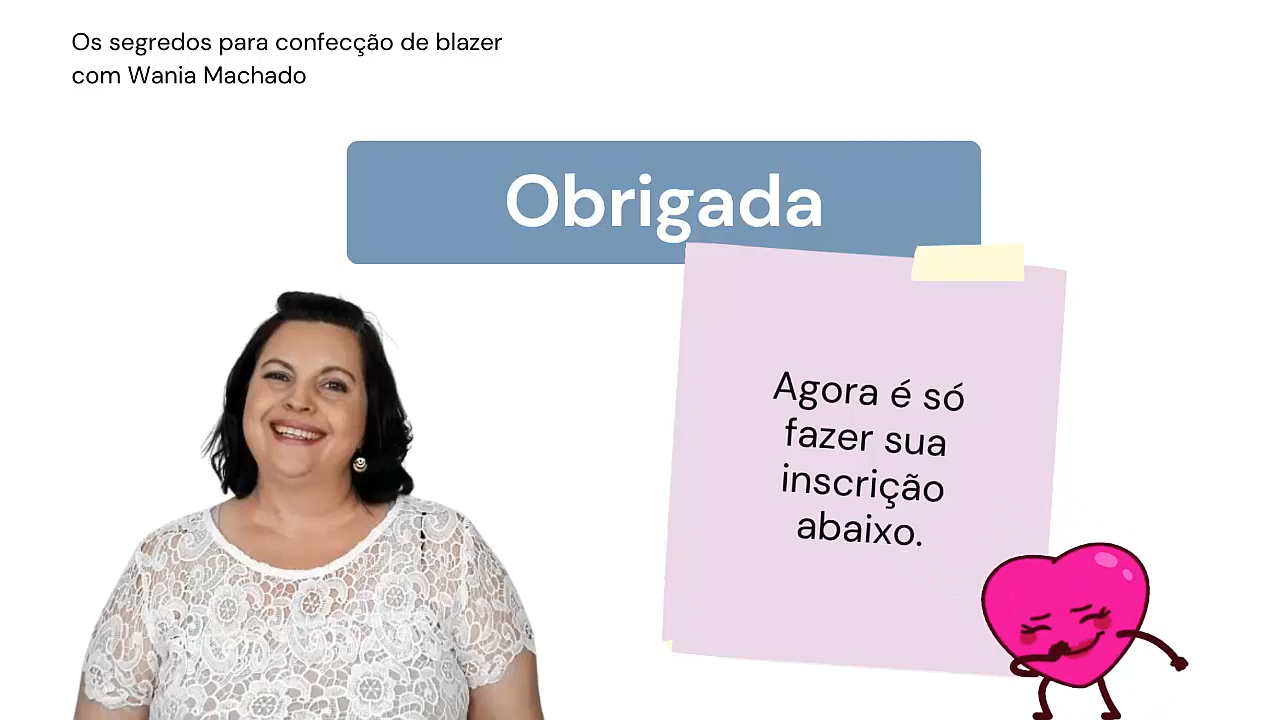 Os segredos para confecção de blazer
com Wania Machado
Obrigada
Agora é só
fazer sua
inscrição
abaixo.